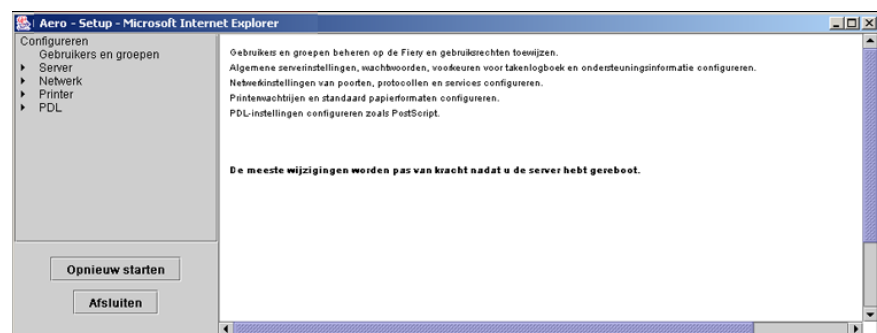 Aero - Setup - Microsoft Internet Explorer
Configureren
Gebruikers en groepen
Server
Netwerk
Printer
PDL
Gebruikers en groepen beheren op de Fiery en gebruiksrechten toewijzen.
Algemene serverinstellingen, wachtwoorden, voorkeuren voor takenlogboek en ondersteuningsinformatie configureren.
Netwerkinstellingen van poorten, protocollen en services configureren.
Printerwachtrijen en standaard papierformaten configureren.
PDL-instellingen configureren zoals PostScript.
De meeste wijzigingen worden pas van kracht nadat u de server hebt gereboot.
Opnieuw starten
Afsluiten